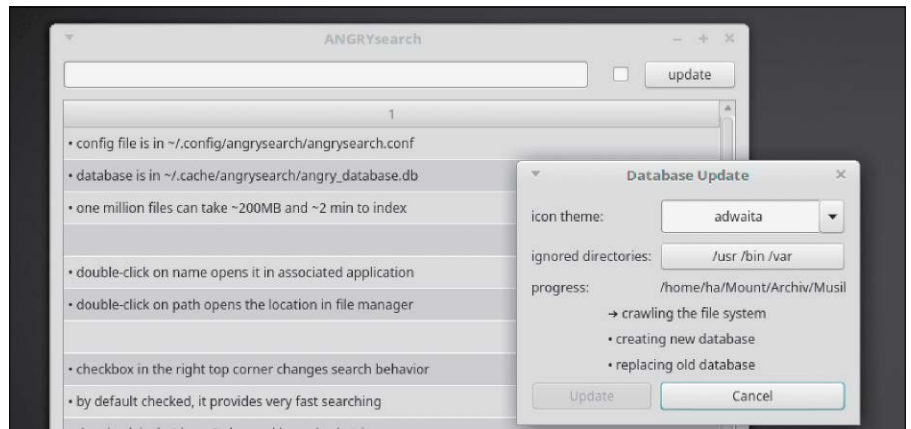 ANGRYsearch
update
1
• config file is in ~/.config/angrysearch/angrysearch.conf
• database is in ~/.cache/angrysearch/angry_database.db
• one million files can take ~200MB and ~2 min to index
• double-click on name opens it in associated application
• double-click on path opens the location in file manager
• checkbox in the right top corner changes search behavior
• by default checked, it provides very fast searching
Database Update
icon theme: adwaita
ignored directories: /usr /bin /var
progress: /home/ha/Mount/Archiv/Musil
→ crawling the file system
• creating new database
• replacing old database
Update Cancel